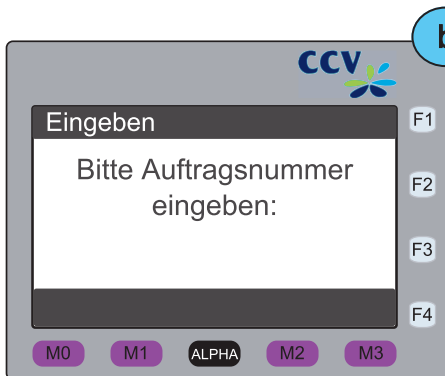 b
CCV
Eingeben
F1
Bitte Auftragsnummer
eingeben:
F2
F3
F4
M0 M1 ALPHA M2 M3